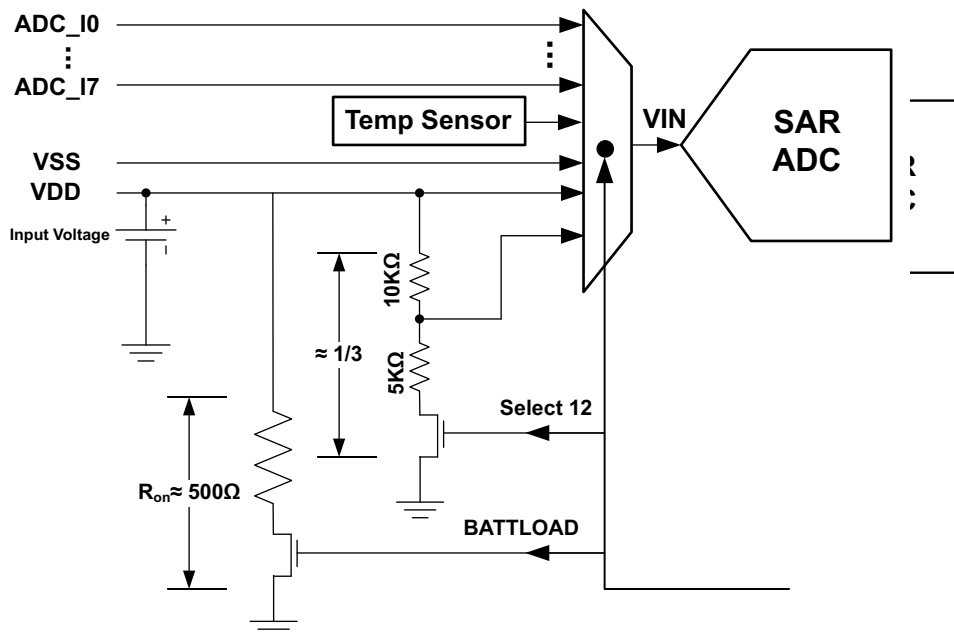 ADC_I0
ADC_I7
Temp Sensor
VIN
SAR
ADC
VSS
VDD
Input Voltage
+
10KΩ
≈ 1/3
5KΩ
Select 12
Ron≈ 500Ω
BATTLOAD